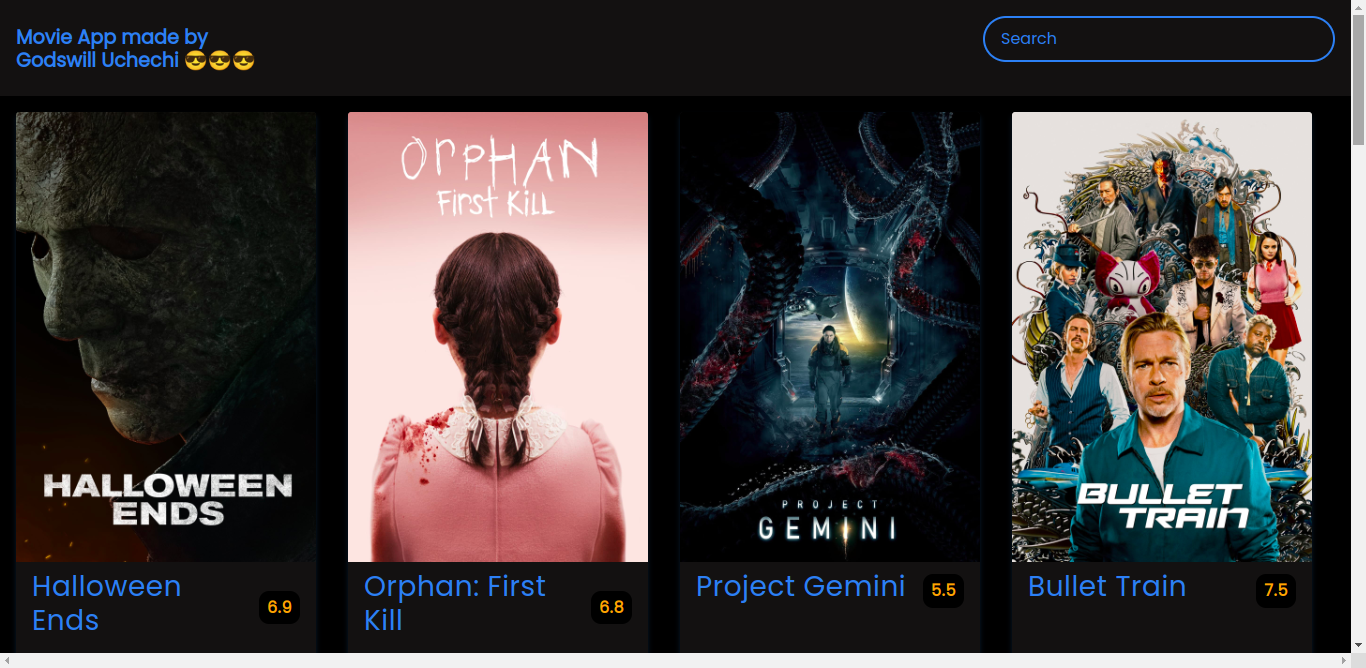 Movie App made by
Godswill Uchechi 😎😎😎
Search
HALLOWEEN
ENDS
ORPHAN
First Kill
PROJECT
GEMINI
BULLET
TRAIN
Halloween
Ends
6.9
Orphan: First
Kill
6.8
Project Gemini
5.5
Bullet Train
7.5